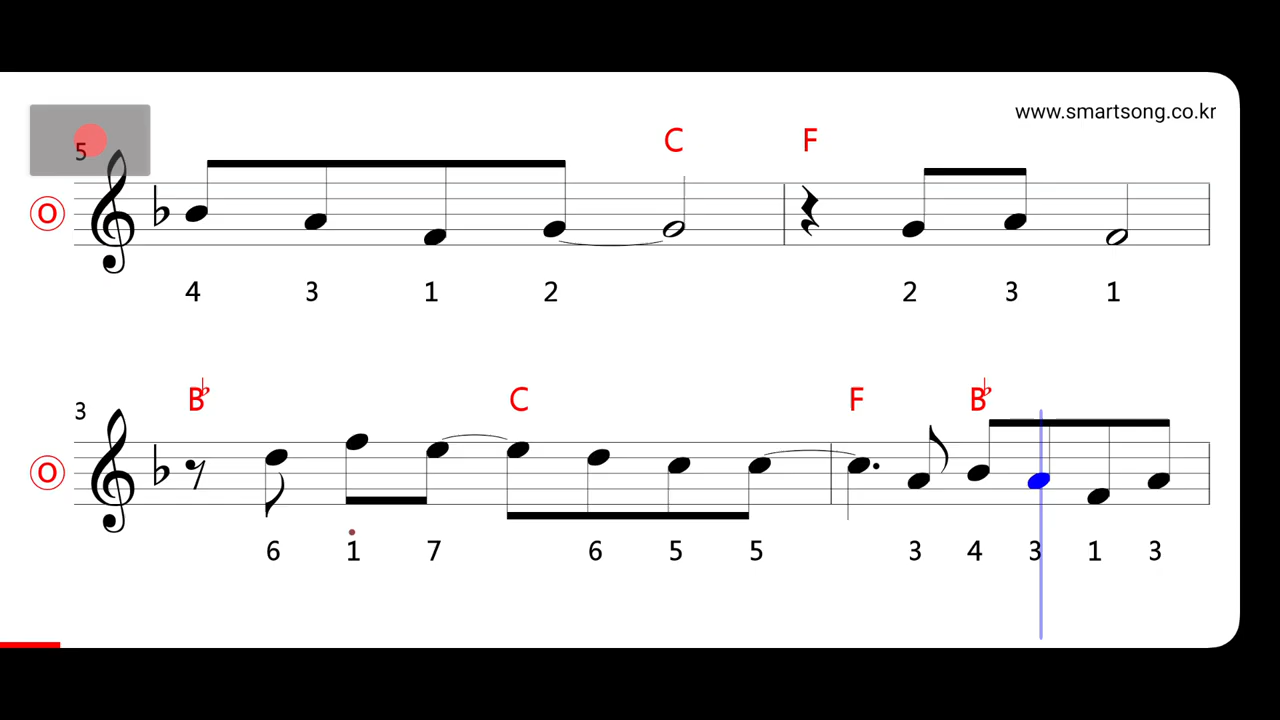 www.smartsong.co.kr
C F
5
O
4 3 1 2 2 3 1
B♭ C F B♭
3
O
6 1 7 6 5 5 3 4 3 1 3